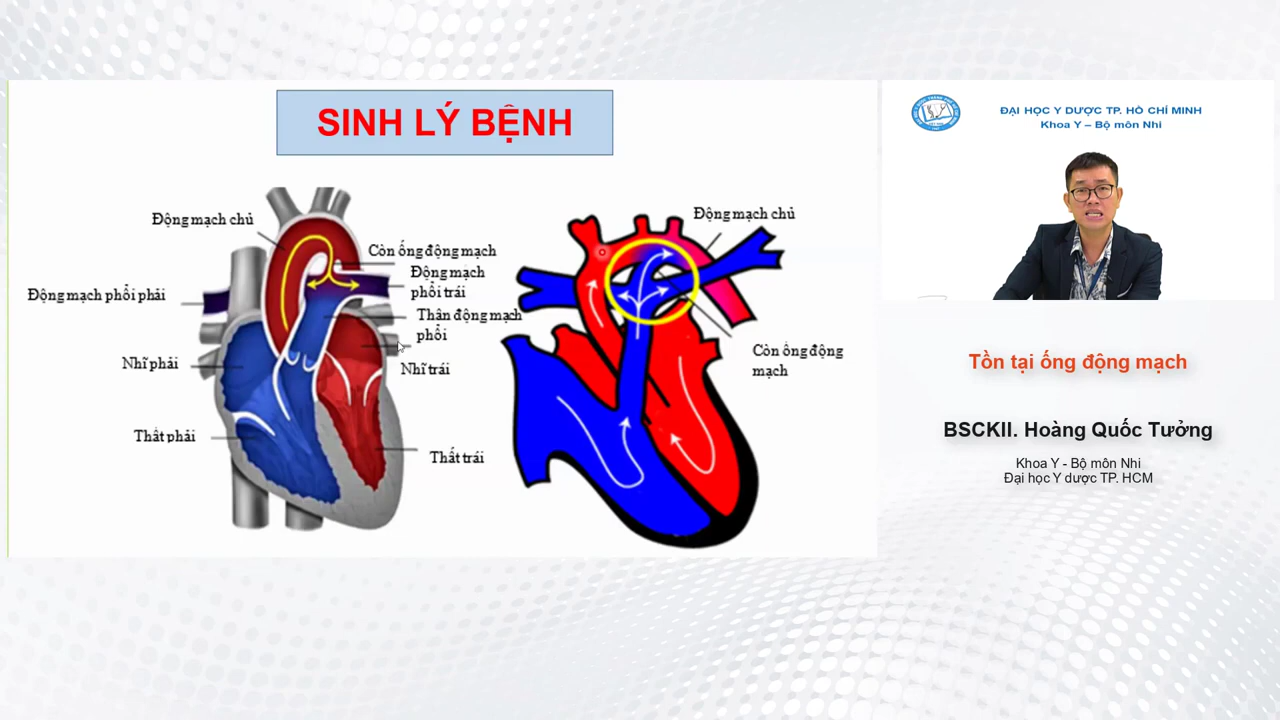 SINH LÝ BỆNH
Động mạch chủ
Còn ống động mạch
Động mạch
phổi trái
Động mạch phổi phải
Thân động mạch
phổi
Nhĩ phải
Nhĩ trái
Thất phải
Thất trái
Động mạch chủ
Còn ống động
mạch
ĐẠI HỌC Y DƯỢC TP. HỒ CHÍ MINH
Khoa Y – Bộ môn Nhi
Tồn tại ống động mạch
BSCKII. Hoàng Quốc Tưởng
Khoa Y - Bộ môn Nhi
Đại học Y dược TP. HCM